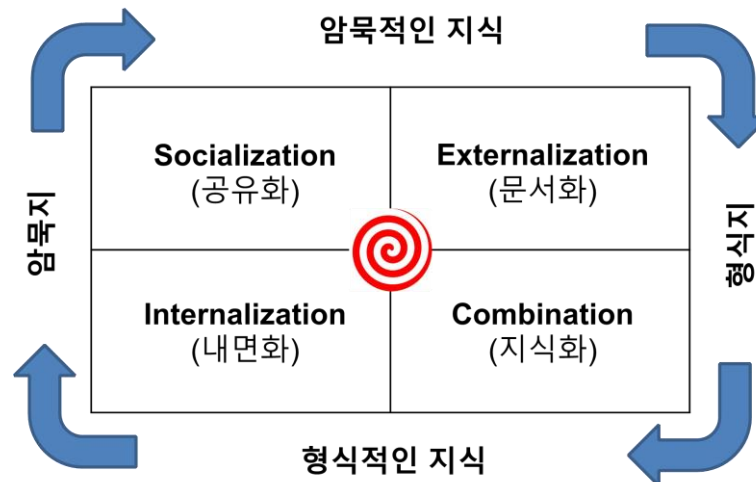 암묵적인 지식
Socialization
(공유화)
Externalization
(문서화)
암묵지
형식지
Internalization
(내면화)
Combination
(지식화)
형식적인 지식